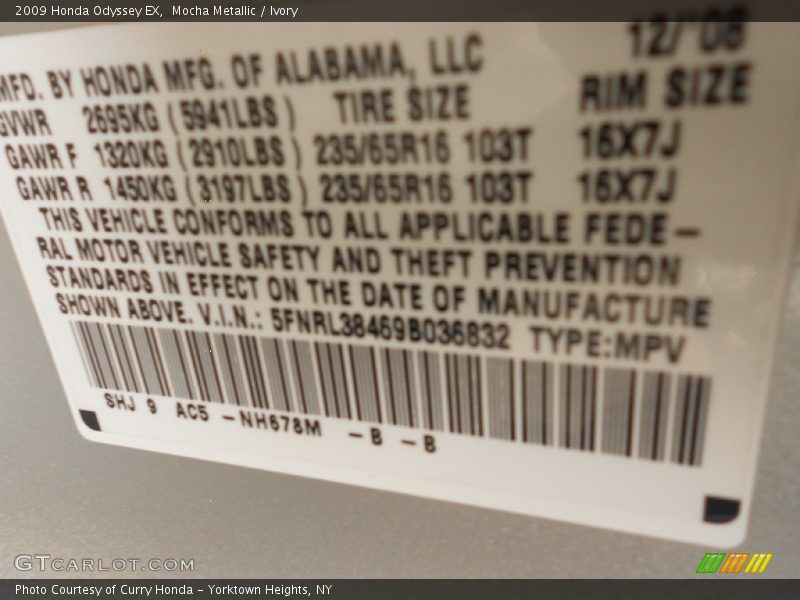 2009 Honda Odyssey EX, Mocha Metallic / Ivory
12/'08
MFD. BY HONDA MFG. OF ALABAMA, LLC
GVWR 2695KG (5941LBS) TIRE SIZE RIM SIZE
GAWR F 1320KG (2910LBS) 235/65R16 103T 16X7J
GAWR R 1450KG (3197LBS) 235/65R16 103T 16X7J
THIS VEHICLE CONFORMS TO ALL APPLICABLE FEDE-
RAL MOTOR VEHICLE SAFETY AND THEFT PREVENTION
STANDARDS IN EFFECT ON THE DATE OF MANUFACTURE
SHOWN ABOVE. V.I.N.: 5FNRL38469B036832 TYPE:MPV
SHJ 9 AC5 -NH678M -B -B
GTCARLOT.COM
Photo Courtesy of Curry Honda - Yorktown Heights, NY